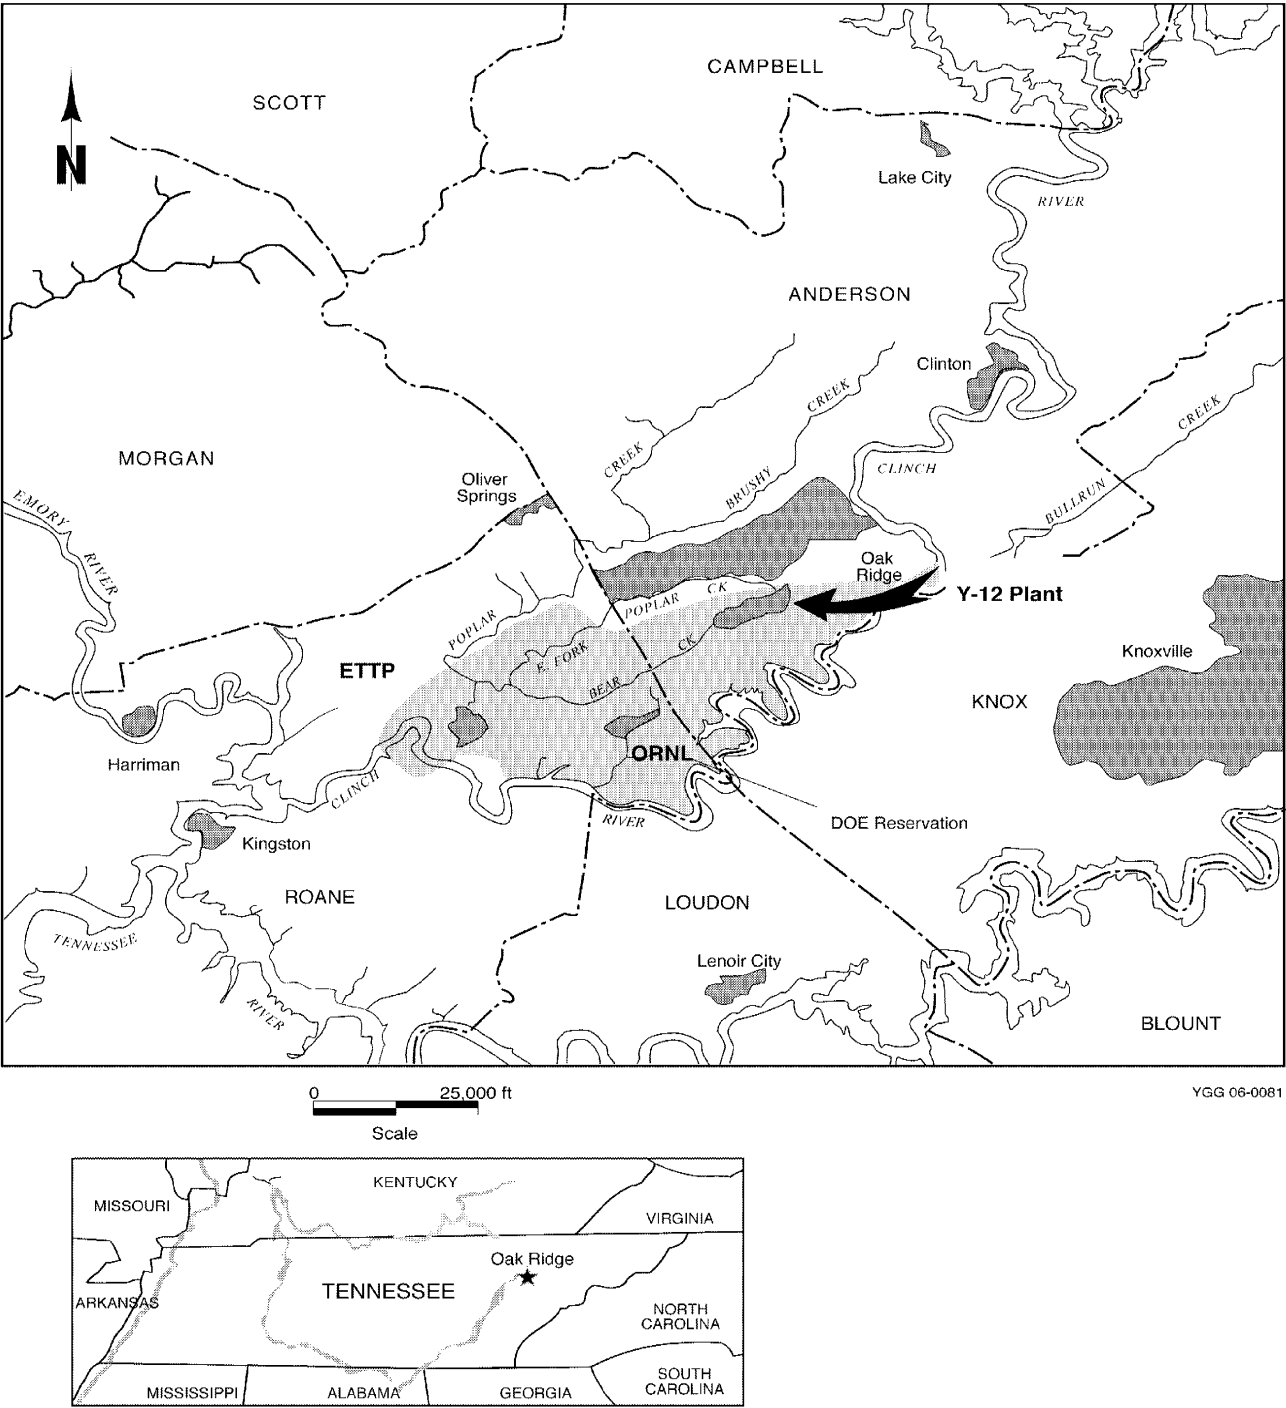 CAMPBELL
SCOTT
N
Lake City
RIVER
ANDERSON
Clinton
CREEK
CREEK
MORGAN
CREEK
CLINCH
Oliver
Springs
BRUSHY
BULLRUN
EMORY
RIVER
Oak
Ridge
POPLAR CK
Y-12 Plant
POPLAR
E. FORK
CK
Knoxville
ETTP
BEAR
KNOX
ORNL
Harriman
CLINCH
RIVER
DOE Reservation
Kingston
ROANE
LOUDON
TENNESSEE
Lenoir City
RIVER
BLOUNT
0 25,000 ft
YGG 06-0081
Scale
KENTUCKY
MISSOURI
VIRGINIA
Oak Ridge
TENNESSEE
ARKANSAS
NORTH
CAROLINA
SOUTH
CAROLINA
MISSISSIPPI
ALABAMA
GEORGIA